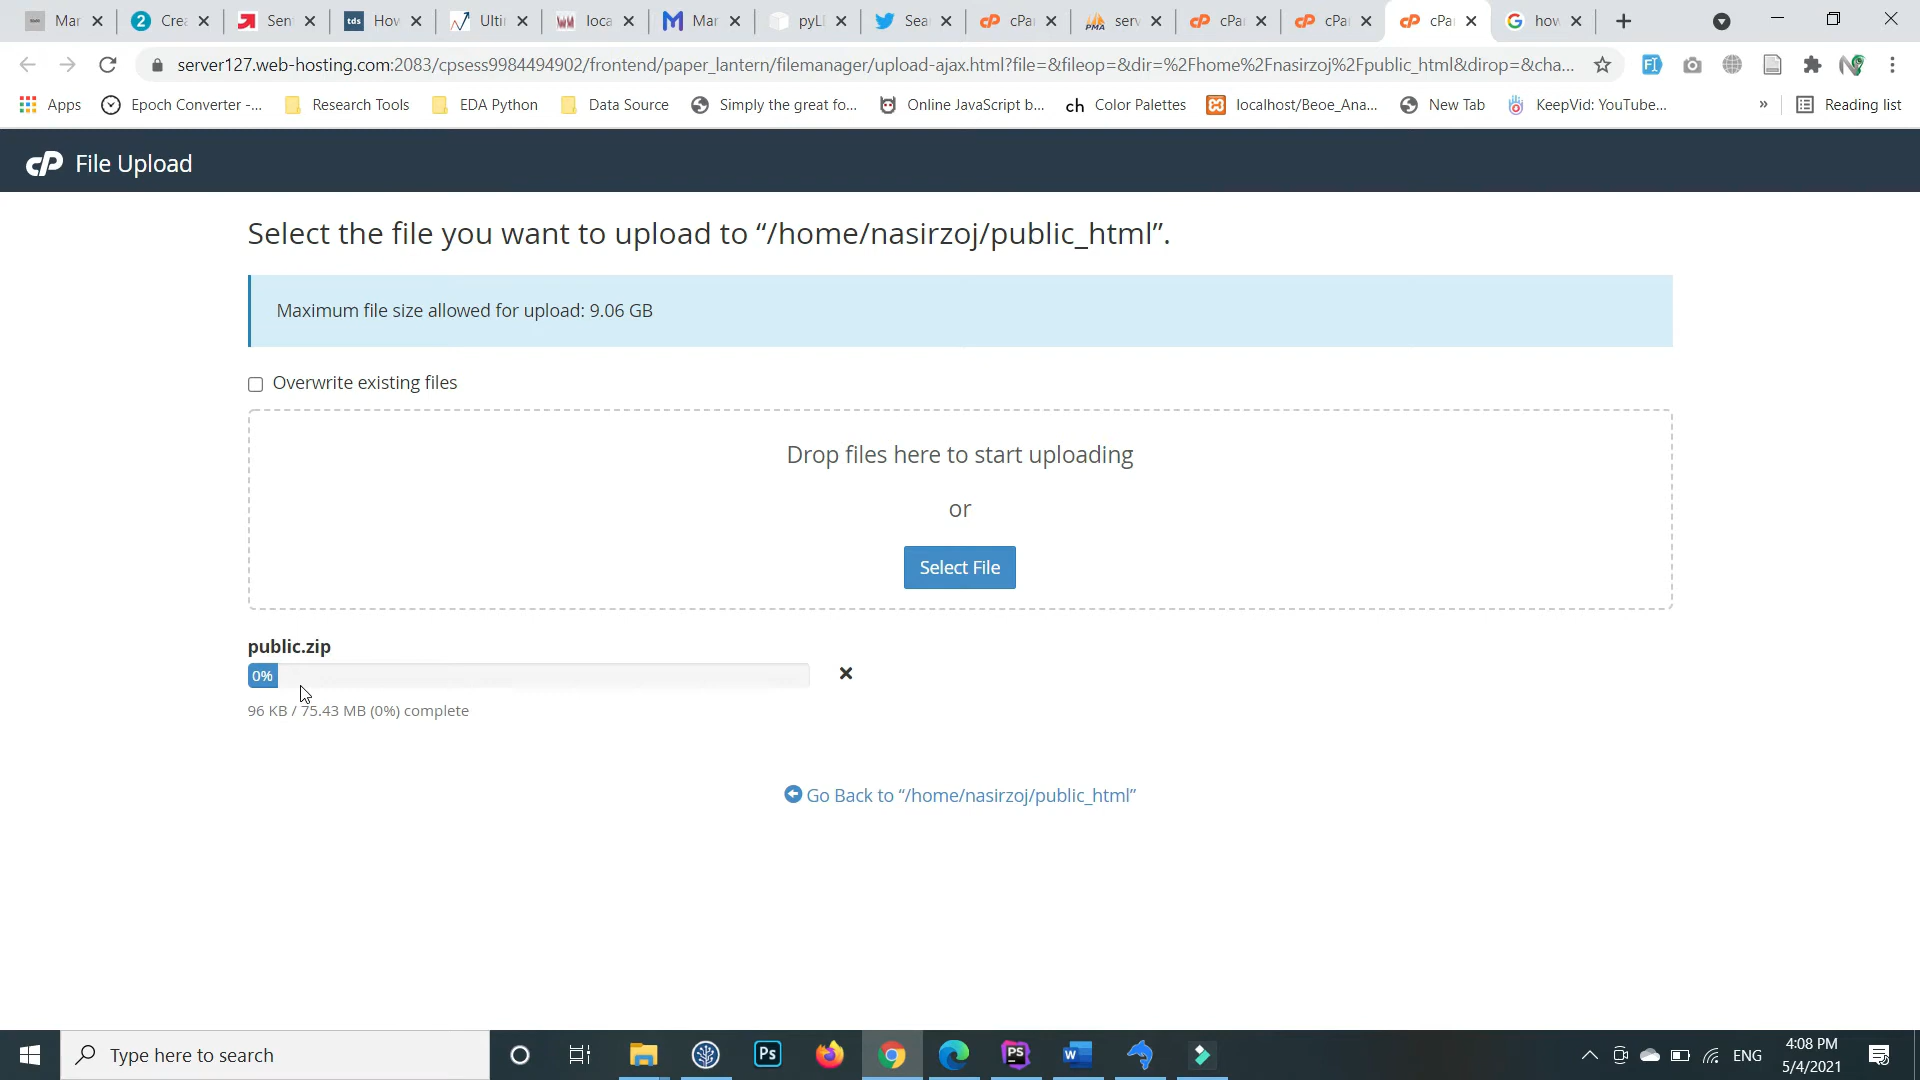 Mar
Crea
Sen
How
Ulti
loca
Mar
pyLD
Sea
cPa
serv
cPa
cPa
cPa
how
server127.web-hosting.com:2083/cpsess9984494902/frontend/paper_lantern/filemanager/upload-ajax.html?file=&fileop=&dir=%2Fhome%2Fnasirzoj%2Fpublic_html&dirop=&cha...
Apps
Epoch Converter -...
Research Tools
EDA Python
Data Source
Simply the great fo...
Online JavaScript b...
ch Color Palettes
localhost/Beoe_Ana...
New Tab
KeepVid: YouTube...
»
Reading list
cP File Upload
Select the file you want to upload to “/home/nasirzoj/public_html”.
Maximum file size allowed for upload: 9.06 GB
Overwrite existing files
Drop files here to start uploading
or
Select File
public.zip
0%
96 KB / 75.43 MB (0%) complete
Go Back to “/home/nasirzoj/public_html”
Type here to search
ENG
4:08 PM
5/4/2021